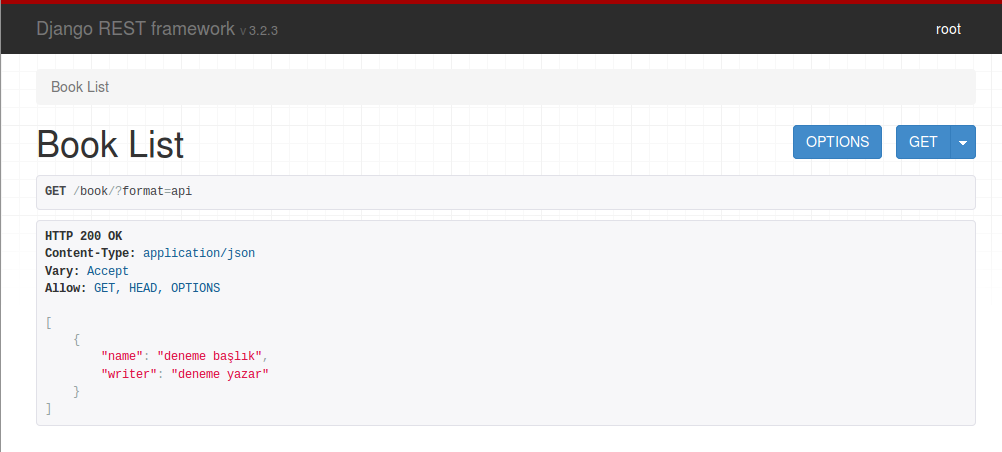 Django REST framework v 3.2.3
root
Book List
Book List
OPTIONS
GET
GET /book/?format=api
HTTP 200 OK
Content-Type: application/json
Vary: Accept
Allow: GET, HEAD, OPTIONS
[
    {
        "name": "deneme başlık",
        "writer": "deneme yazar"
    }
]